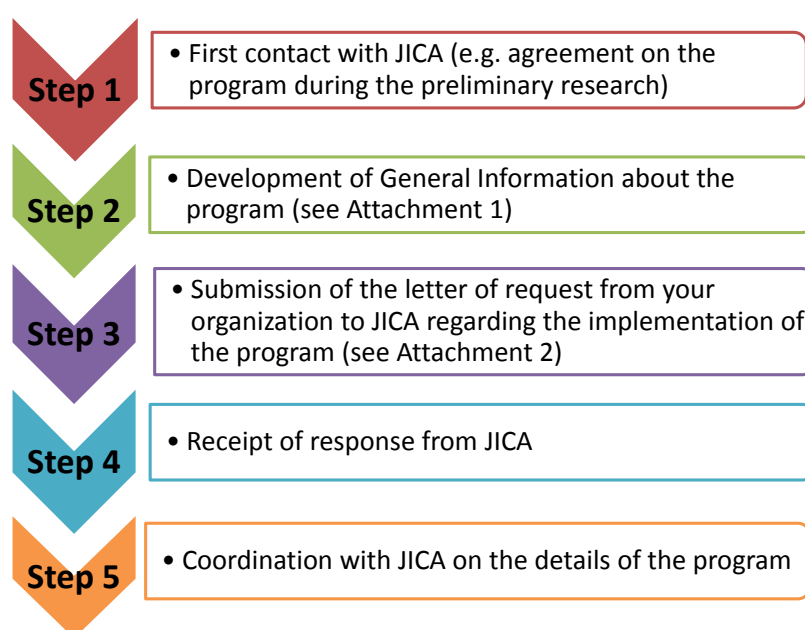 Step 1
• First contact with JICA (e.g. agreement on the
program during the preliminary research)
Step 2
• Development of General Information about the
program (see Attachment 1)
Step 3
• Submission of the letter of request from your
organization to JICA regarding the implementation of
the program (see Attachment 2)
Step 4
• Receipt of response from JICA
Step 5
• Coordination with JICA on the details of the program